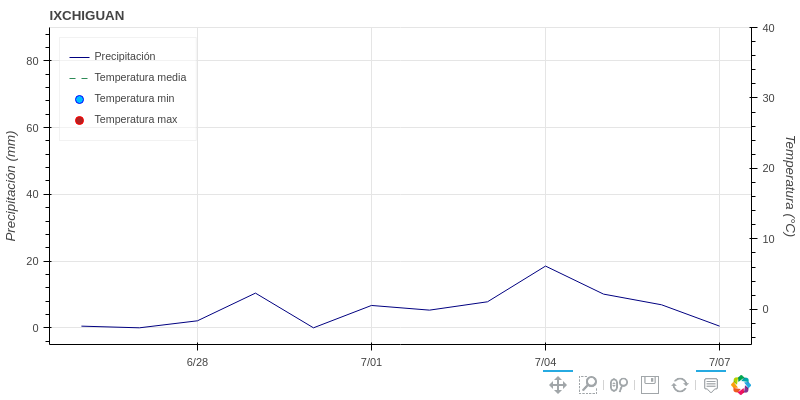 IXCHIGUAN
Precipitación
Temperatura media
Temperatura min
Temperatura max
Precipitación (mm)
80
60
40
20
0
Temperatura (°C)
40
30
20
10
0
6/28
7/01
7/04
7/07